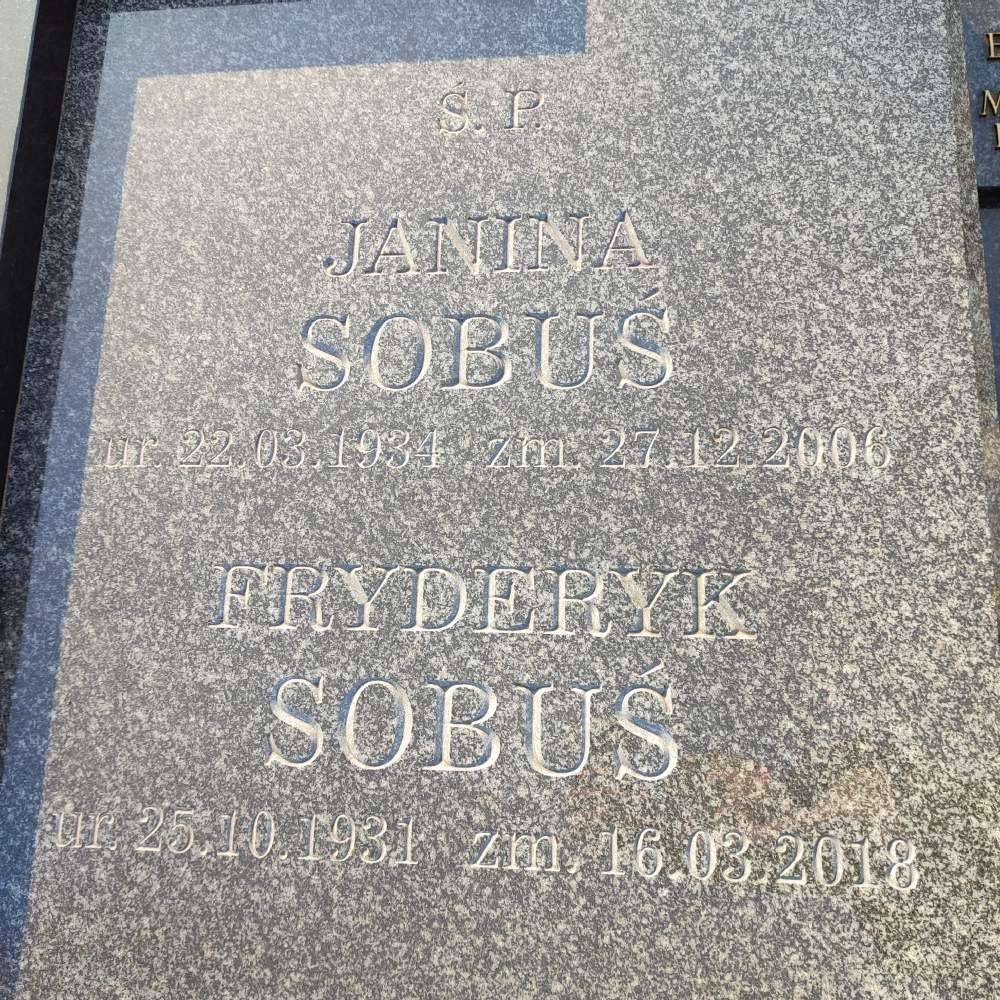 Ś. P.
JANINA
SOBUŚ
ur. 22.03.1934 zm. 27.12.2006
FRYDERYK
SOBUŚ
ur. 25.10.1931 zm. 16.03.2018